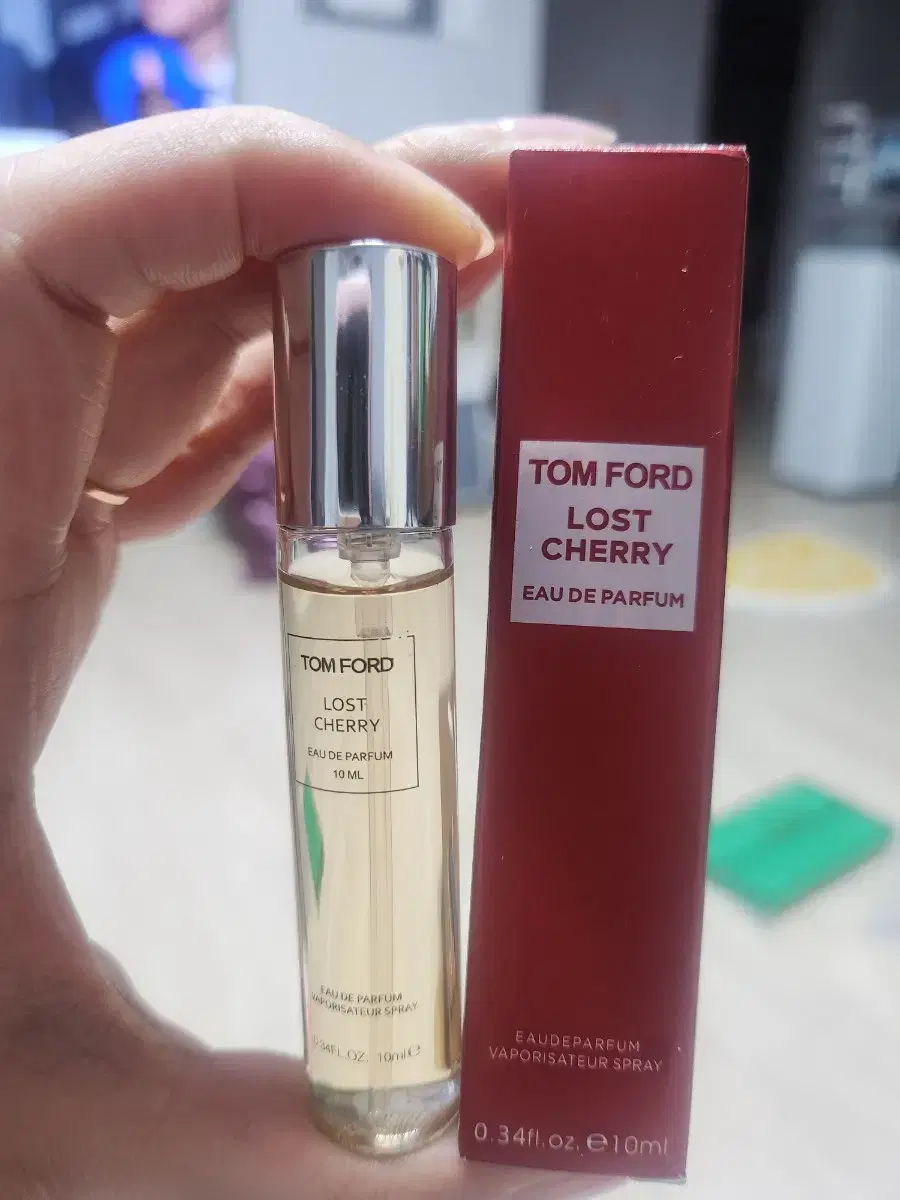 TOM FORD
LOST
CHERRY
EAU DE PARFUM
10 ML
EAU DE PARFUM
VAPORISATEUR SPRAY
0.34FL.OZ. 10ml℮
TOM FORD
LOST
CHERRY
EAU DE PARFUM
EAUDEPARFUM
VAPORISATEUR SPRAY
0.34fl.oz. ℮10ml